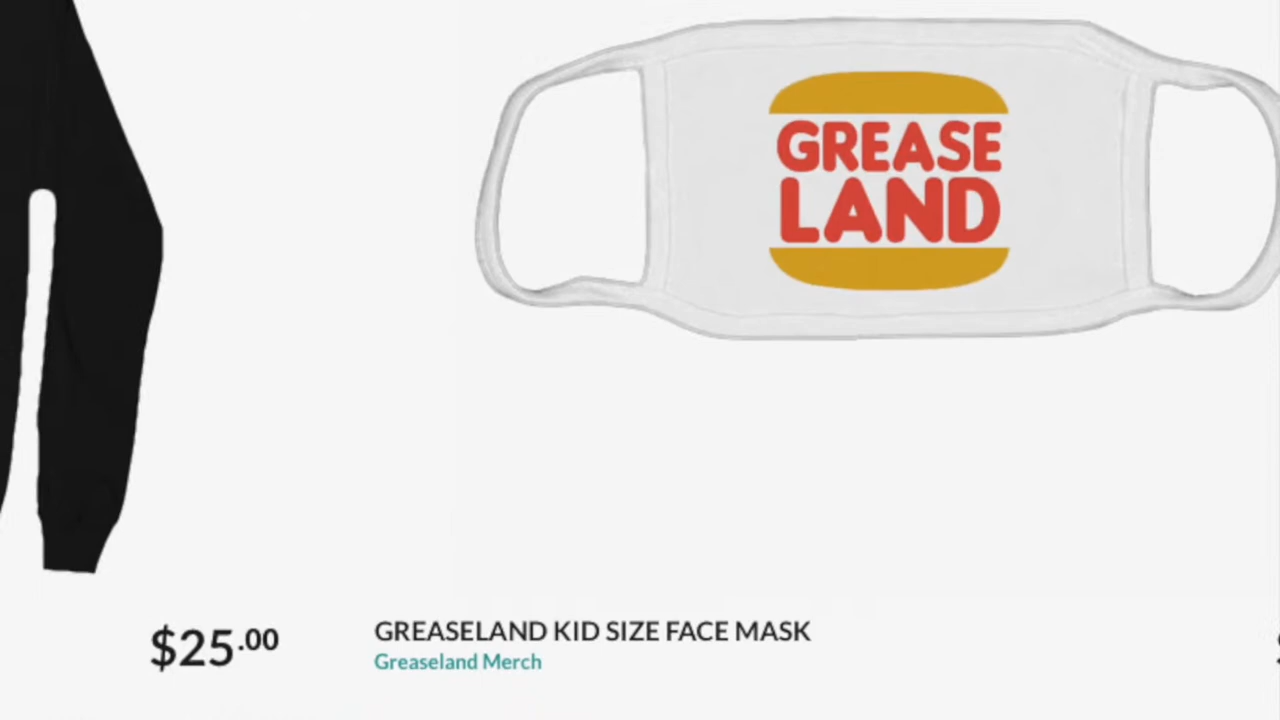 GREASE
LAND
$25.00
GREASELAND KID SIZE FACE MASK
Greaseland Merch